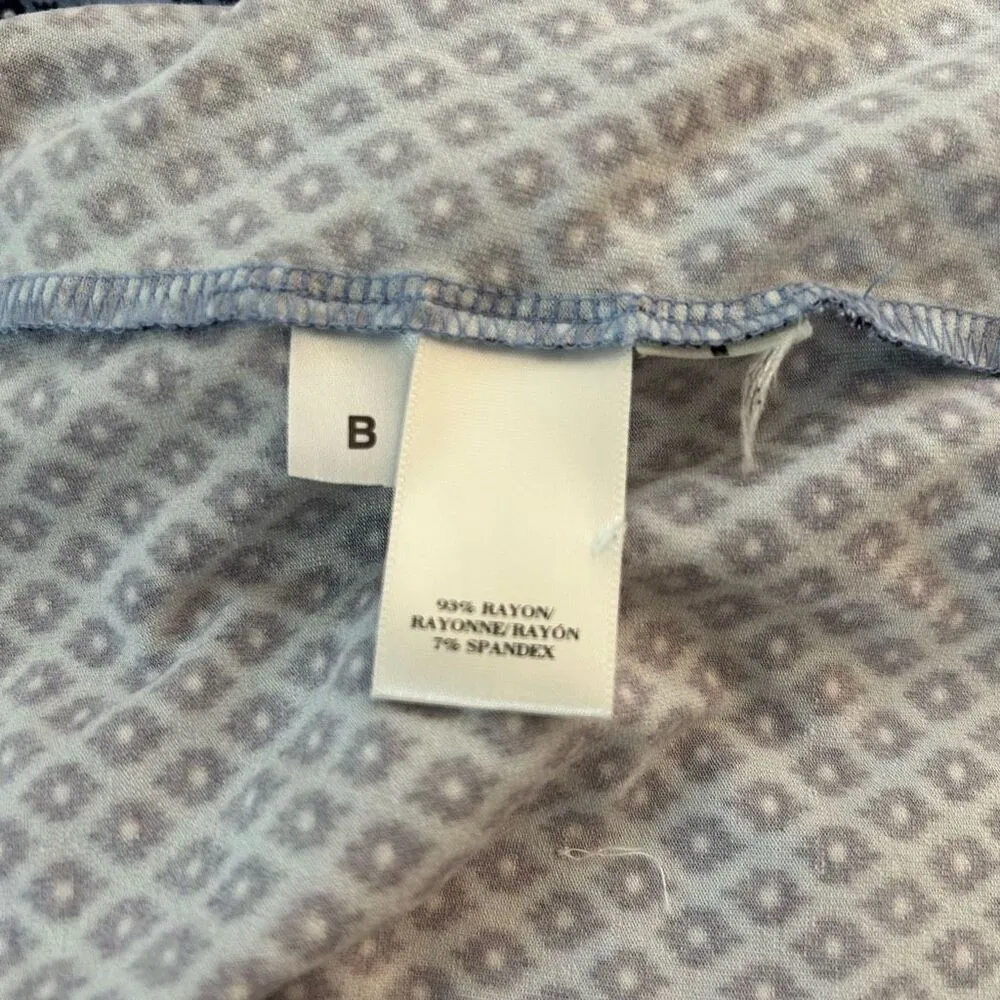 B
93% RAYON/
RAYONNE/RAYÓN
7% SPANDEX